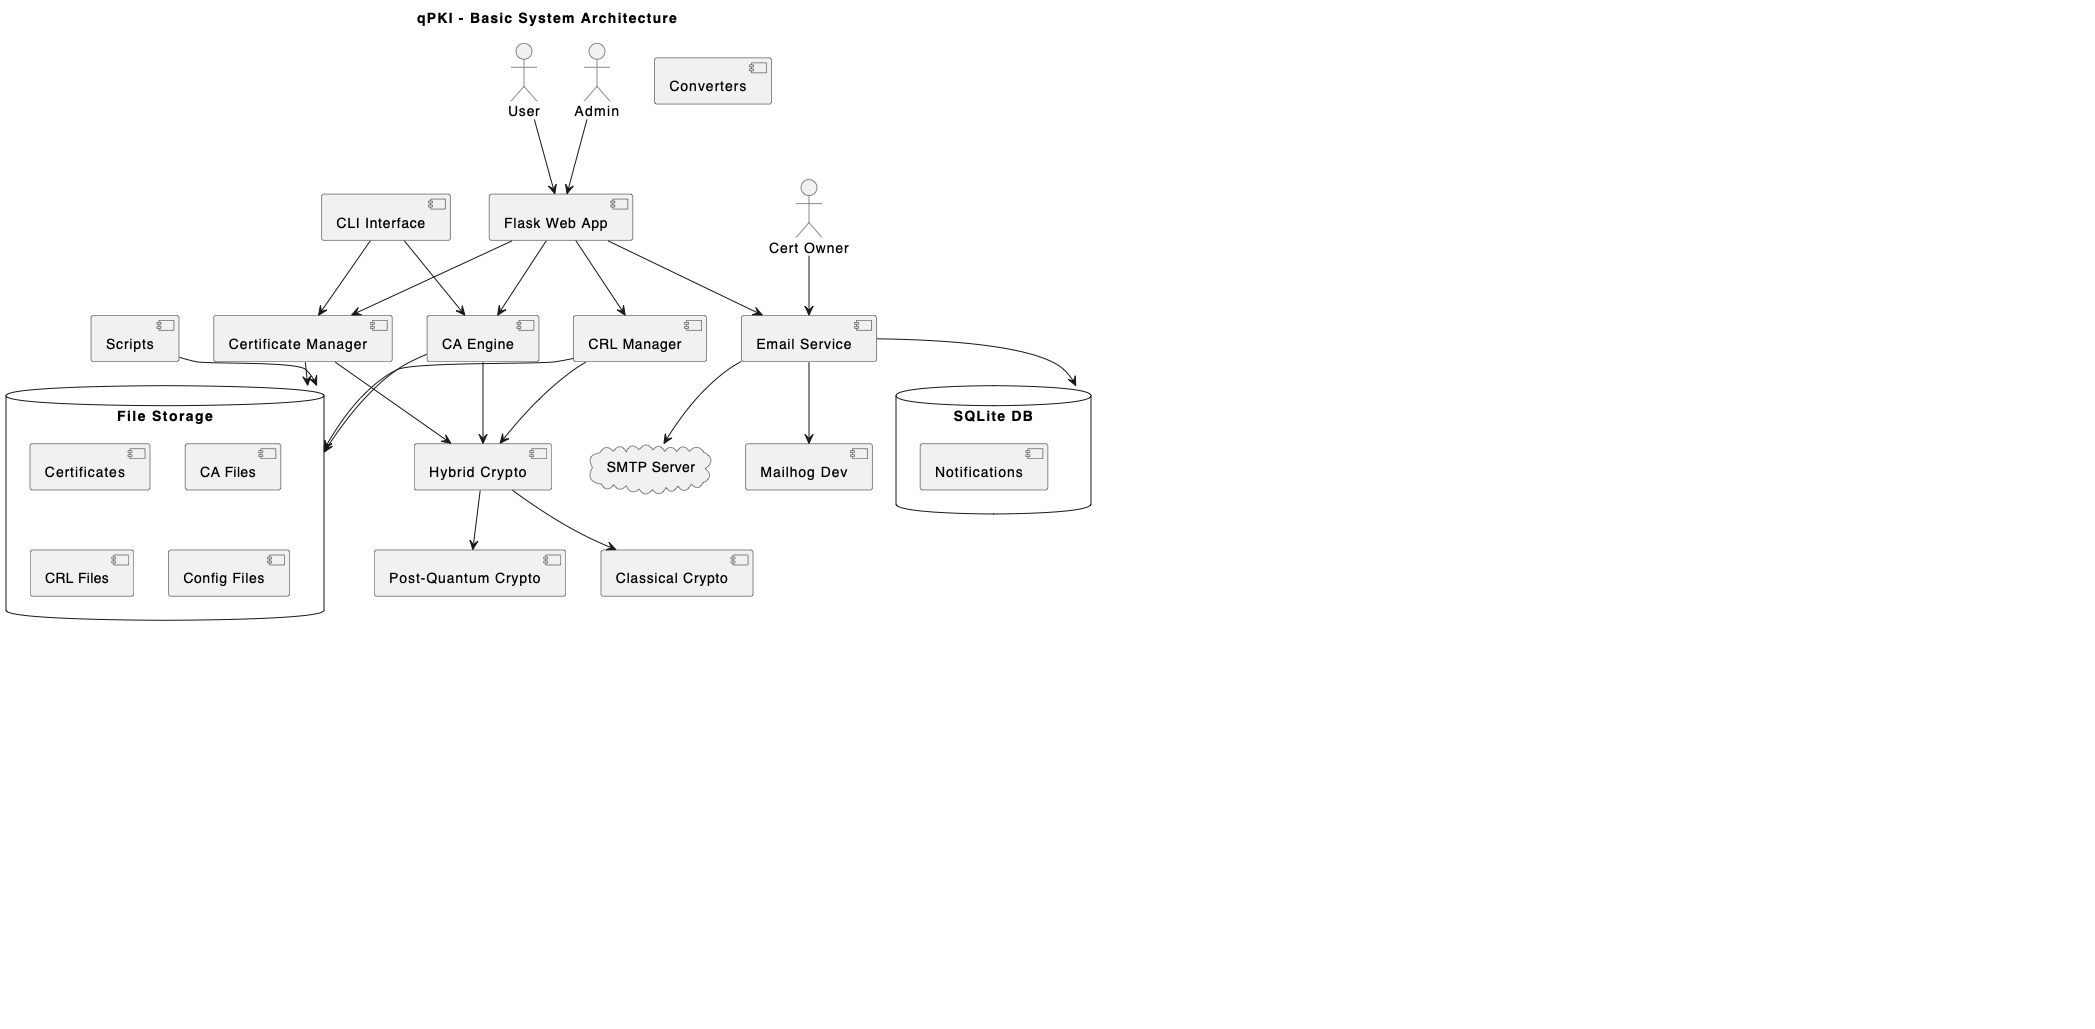 qPKI - Basic System Architecture
User
Admin
Converters
CLI Interface
Flask Web App
Cert Owner
Scripts
Certificate Manager
CA Engine
CRL Manager
Email Service
File Storage
SQLite DB
Certificates
CA Files
Hybrid Crypto
SMTP Server
Mailhog Dev
Notifications
CRL Files
Config Files
Post-Quantum Crypto
Classical Crypto